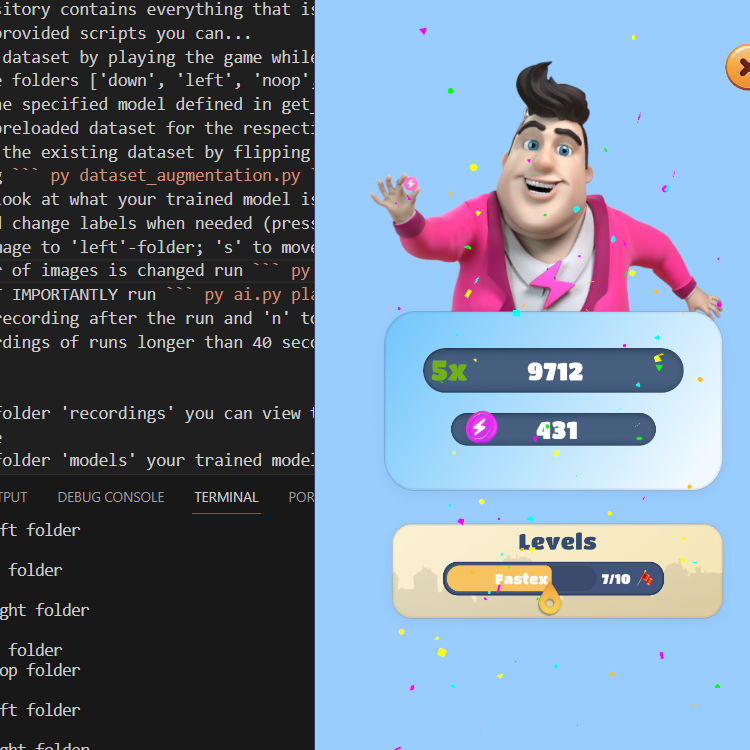 sitory contains everything that is
provided scripts you can...
dataset by playing the game while
e folders ['down', 'left', 'noop',
he specified model defined in get_
preloaded dataset for the respecti
the existing dataset by flipping
g ``` py dataset_augmentation.py `
look at what your trained model is
d change labels when needed (press
mage to 'left'-folder; 's' to move
r of images is changed run ``` py
T IMPORTANTLY run ``` py ai.py pla
recording after the run and 'n' to
rdings of runs longer than 40 seco
folder 'recordings' you can view t
e
folder 'models' your trained model
TPUT DEBUG CONSOLE TERMINAL POR
ft folder
folder
ght folder
folder
op folder
ft folder
ght folder
5x 9712
431
Levels
Fastex 7/10